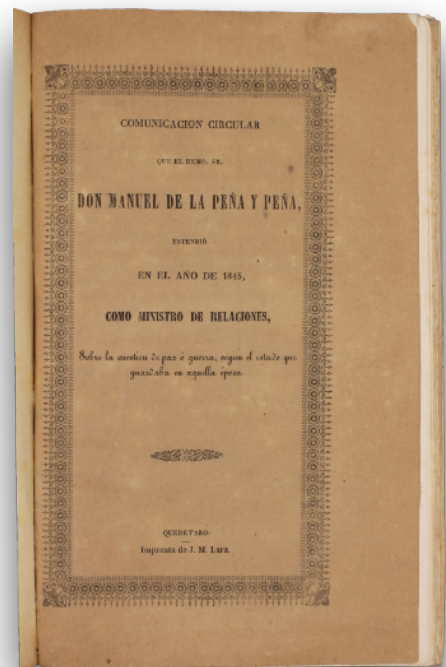 COMUNICACION CIRCULAR
QUE EL EXMO. SR.
DON MANUEL DE LA PEÑA Y PEÑA,
ESTENDIÓ
EN EL AÑO DE 1845,
COMO MINISTRO DE RELACIONES,
Sobre la cuestion de paz ó guerra, segun el estado que
guardaba en aquella época.
QUERETARO:
Imprenta de J. M. Lara.